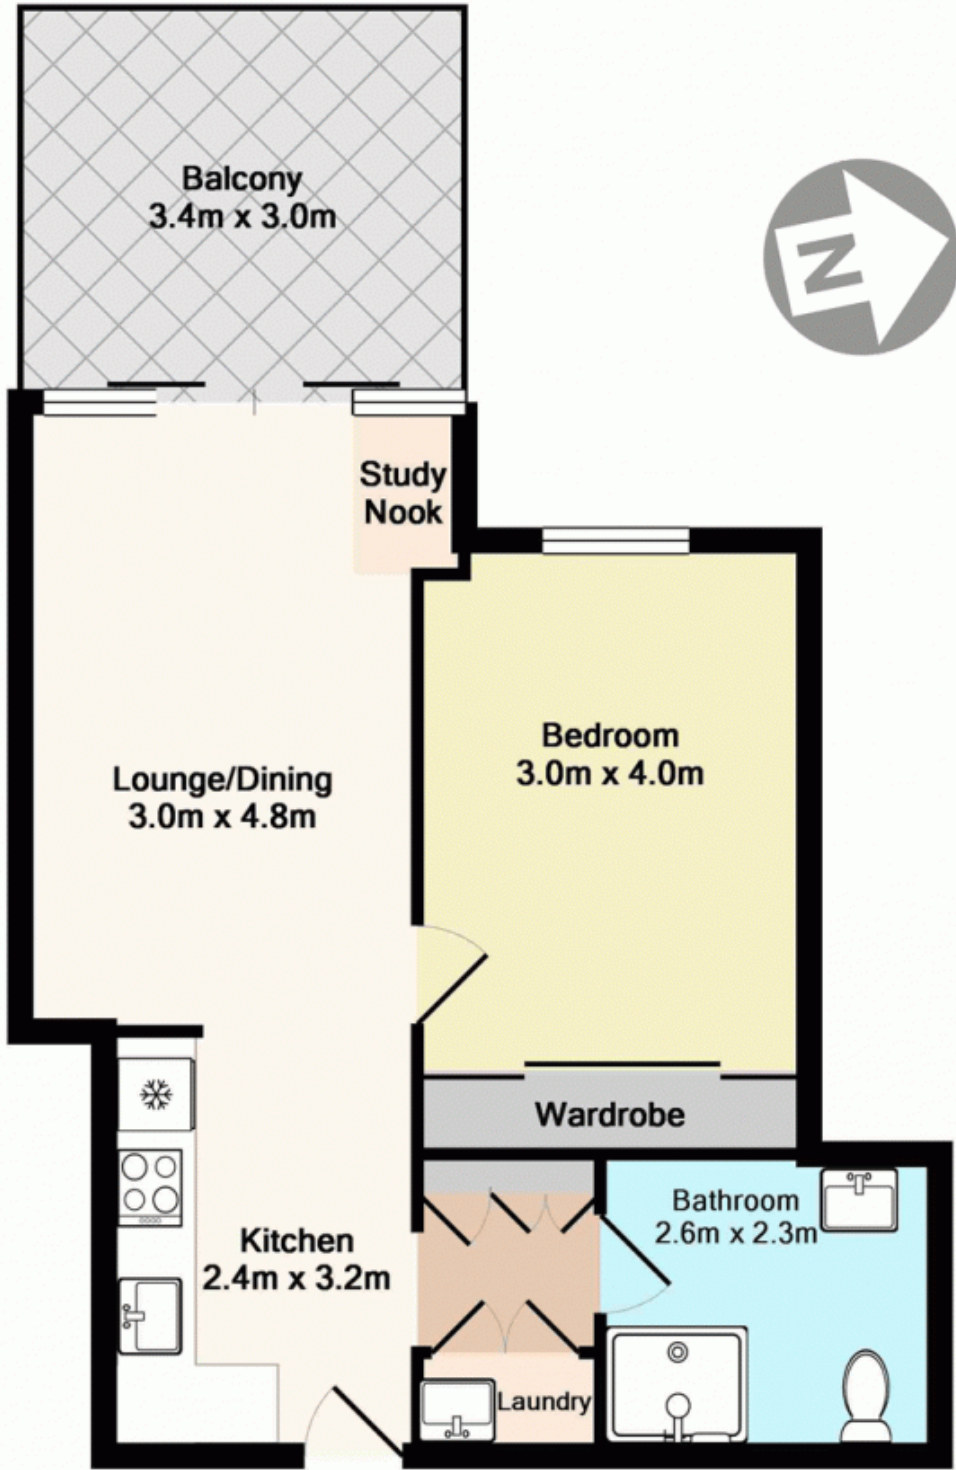 Balcony
3.4m x 3.0m
N
Study
Nook
Bedroom
3.0m x 4.0m
Lounge/Dining
3.0m x 4.8m
Wardrobe
Bathroom
2.6m x 2.3m
Kitchen
2.4m x 3.2m
Laundry